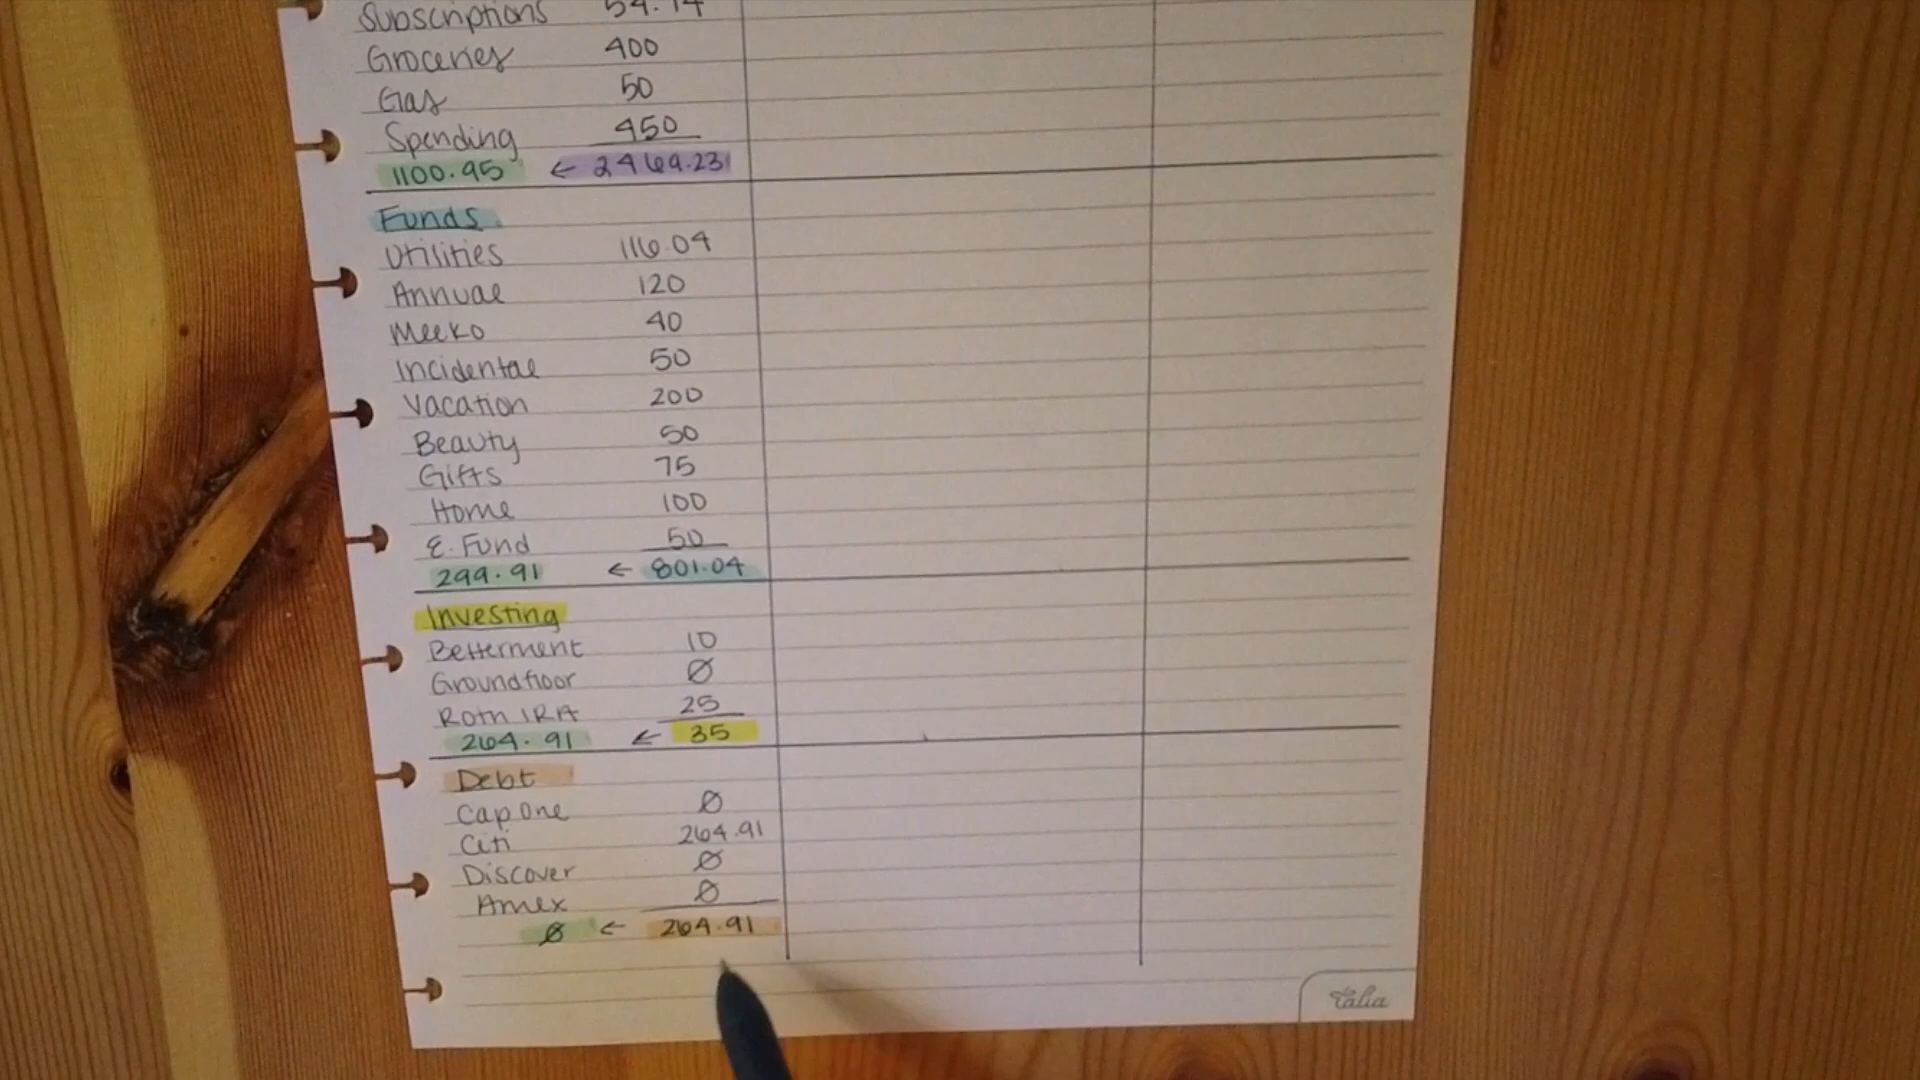 Subscriptions 54.14
Groceries 400
Gas 50
Spending 450
1100.95 ← 2469.23
Funds
Utilities 116.04
Annual 120
Meeko 40
Incidental 50
Vacation 200
Beauty 50
Gifts 75
Home 100
E. Fund 50
299.91 ← 801.04
Investing
Betterment 10
Groundfloor Ø
Roth IRA 25
264.91 ← 35
Debt
Cap One Ø
Citi 264.91
Discover Ø
Amex Ø
Ø ← 264.91
talia